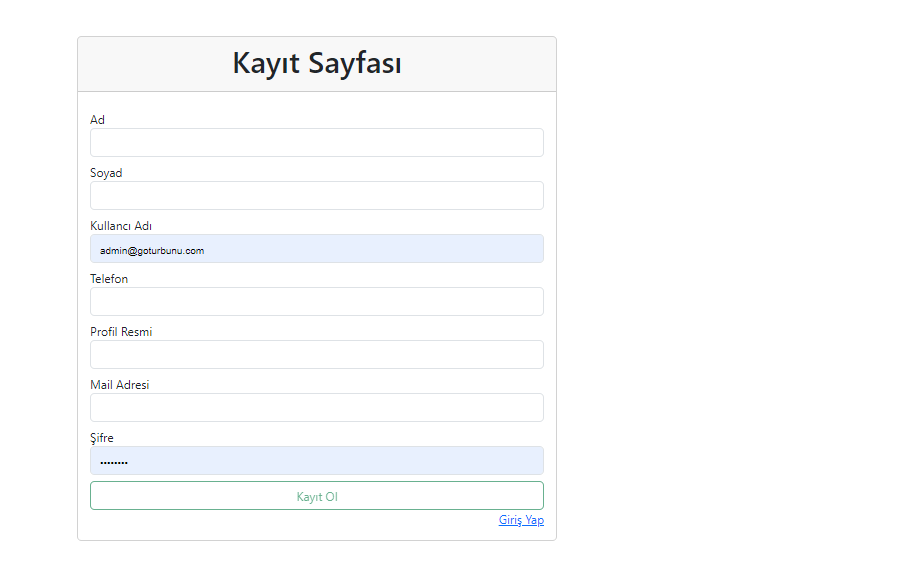 Kayıt Sayfası
Ad
Soyad
Kullancı Adı
admin@goturbunu.com
Telefon
Profil Resmi
Mail Adresi
Şifre
••••••••
Kayıt Ol
Giriş Yap